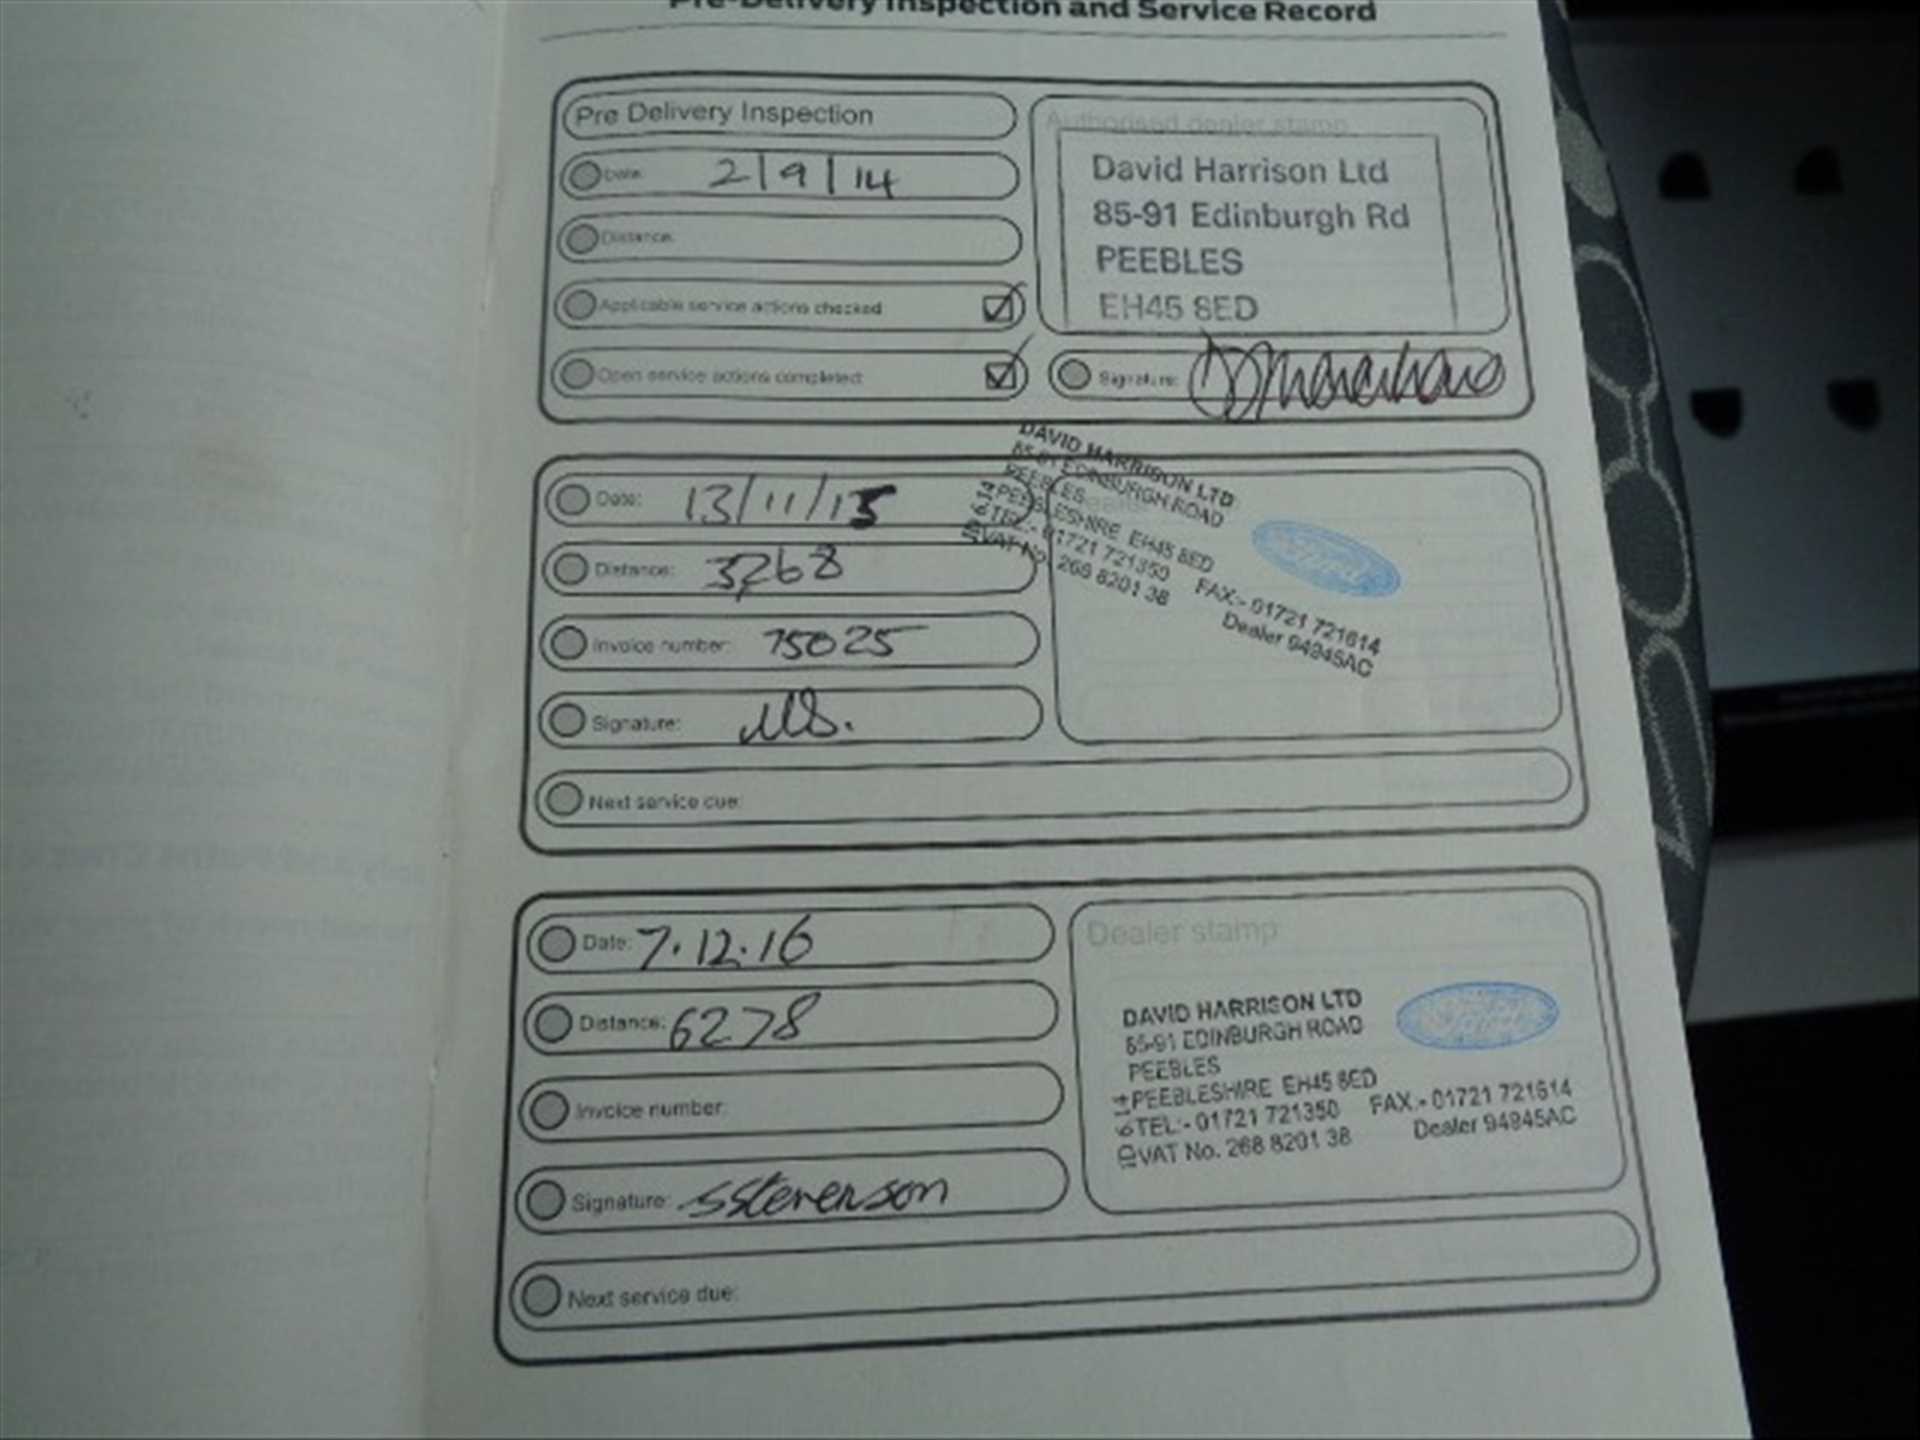 Pre-Delivery Inspection and Service Record
Pre Delivery Inspection
Authorised dealer stamp
Date: 2/9/14
David Harrison Ltd
85-91 Edinburgh Rd
PEEBLES
EH45 8ED
Distance:
Applicable service actions checked
Open service actions completed
Signature:
Date: 13/11/15
Distance: 3,268
Invoice number: 75025
Signature:
Next service due:
DAVID HARRISON LTD
85-91 EDINBURGH ROAD
PEEBLES
PEEBLESHIRE EH45 8ED
TEL:- 01721 721350 FAX:- 01721 721614
VAT No. 268 8201 38 Dealer 94945AC
Date: 7.12.16
Distance: 6278
Invoice number:
Signature: SStevenson
Next service due:
Dealer stamp
DAVID HARRISON LTD
85-91 EDINBURGH ROAD
PEEBLES
PEEBLESHIRE EH45 8ED
TEL:- 01721 721350 FAX:- 01721 721614
VAT No. 268 8201 38 Dealer 94945AC